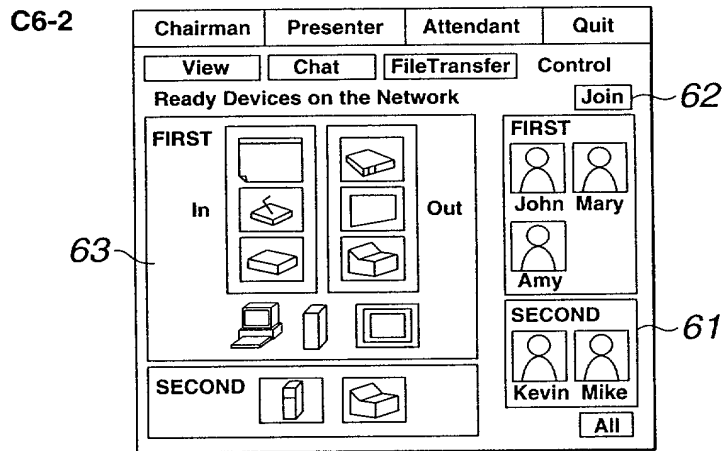 C6-2
Chairman Presenter Attendant Quit
View Chat FileTransfer Control
Ready Devices on the Network Join 62
FIRST
In Out
63
SECOND
FIRST
John Mary
Amy
SECOND
61
Kevin Mike
All